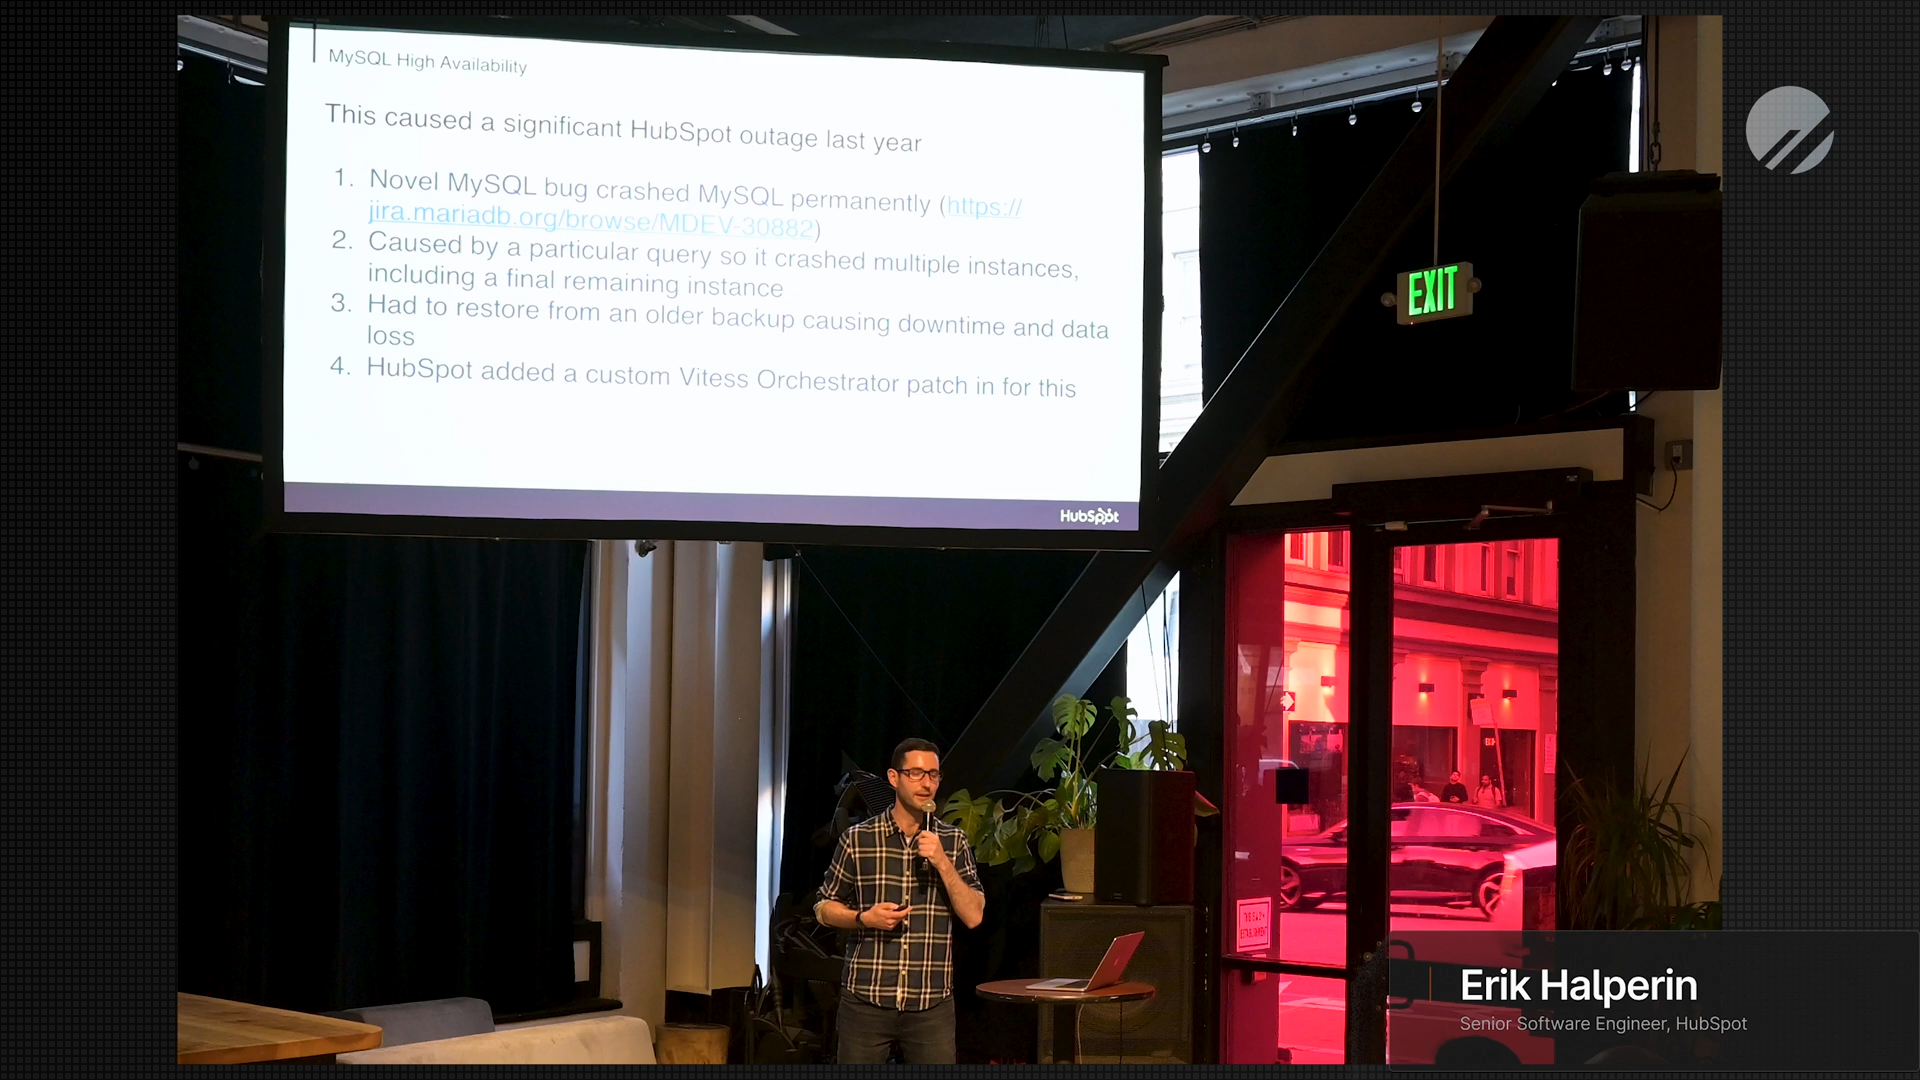 MySQL High Availability
This caused a significant HubSpot outage last year
1. Novel MySQL bug crashed MySQL permanently (https://
jira.mariadb.org/browse/MDEV-30882)
2. Caused by a particular query so it crashed multiple instances,
including a final remaining instance
3. Had to restore from an older backup causing downtime and data
loss
4. HubSpot added a custom Vitess Orchestrator patch in for this
HubSpot
EXIT
Erik Halperin
Senior Software Engineer, HubSpot